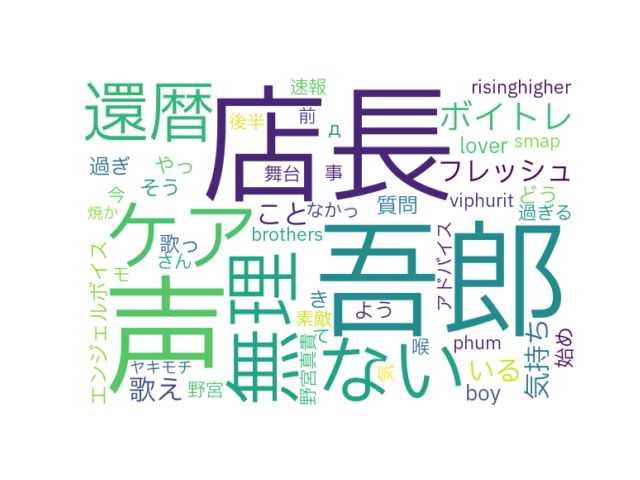 店長
吾郎
声
ケア
無理
ない
還暦
ボイトレ
フレッシュ
速報
後半
前
д
risinghigher
lover
smap
過ぎ
やっ
そう
今
焼か
舞台
事
こと
なかっ
質問
viphurit
どう
過ぎる
brothers
歌っ
さん
モ
エンジェルボイス
アドバイス
き
素敵
よう
て
喉
気
phum
いる
boy
気持ち
始め
ヤキモチ
歌え
野宮
野宮真貴